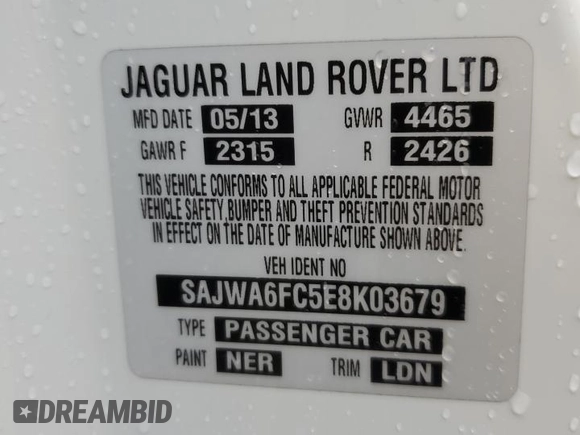 JAGUAR LAND ROVER LTD
MFD DATE 05/13 GVWR 4465
GAWR F 2315 R 2426
THIS VEHICLE CONFORMS TO ALL APPLICABLE FEDERAL MOTOR
VEHICLE SAFETY, BUMPER AND THEFT PREVENTION STANDARDS
IN EFFECT ON THE DATE OF MANUFACTURE SHOWN ABOVE.
VEH IDENT NO
SAJWA6FC5E8K03679
TYPE PASSENGER CAR
PAINT NER TRIM LDN
DREAMBID